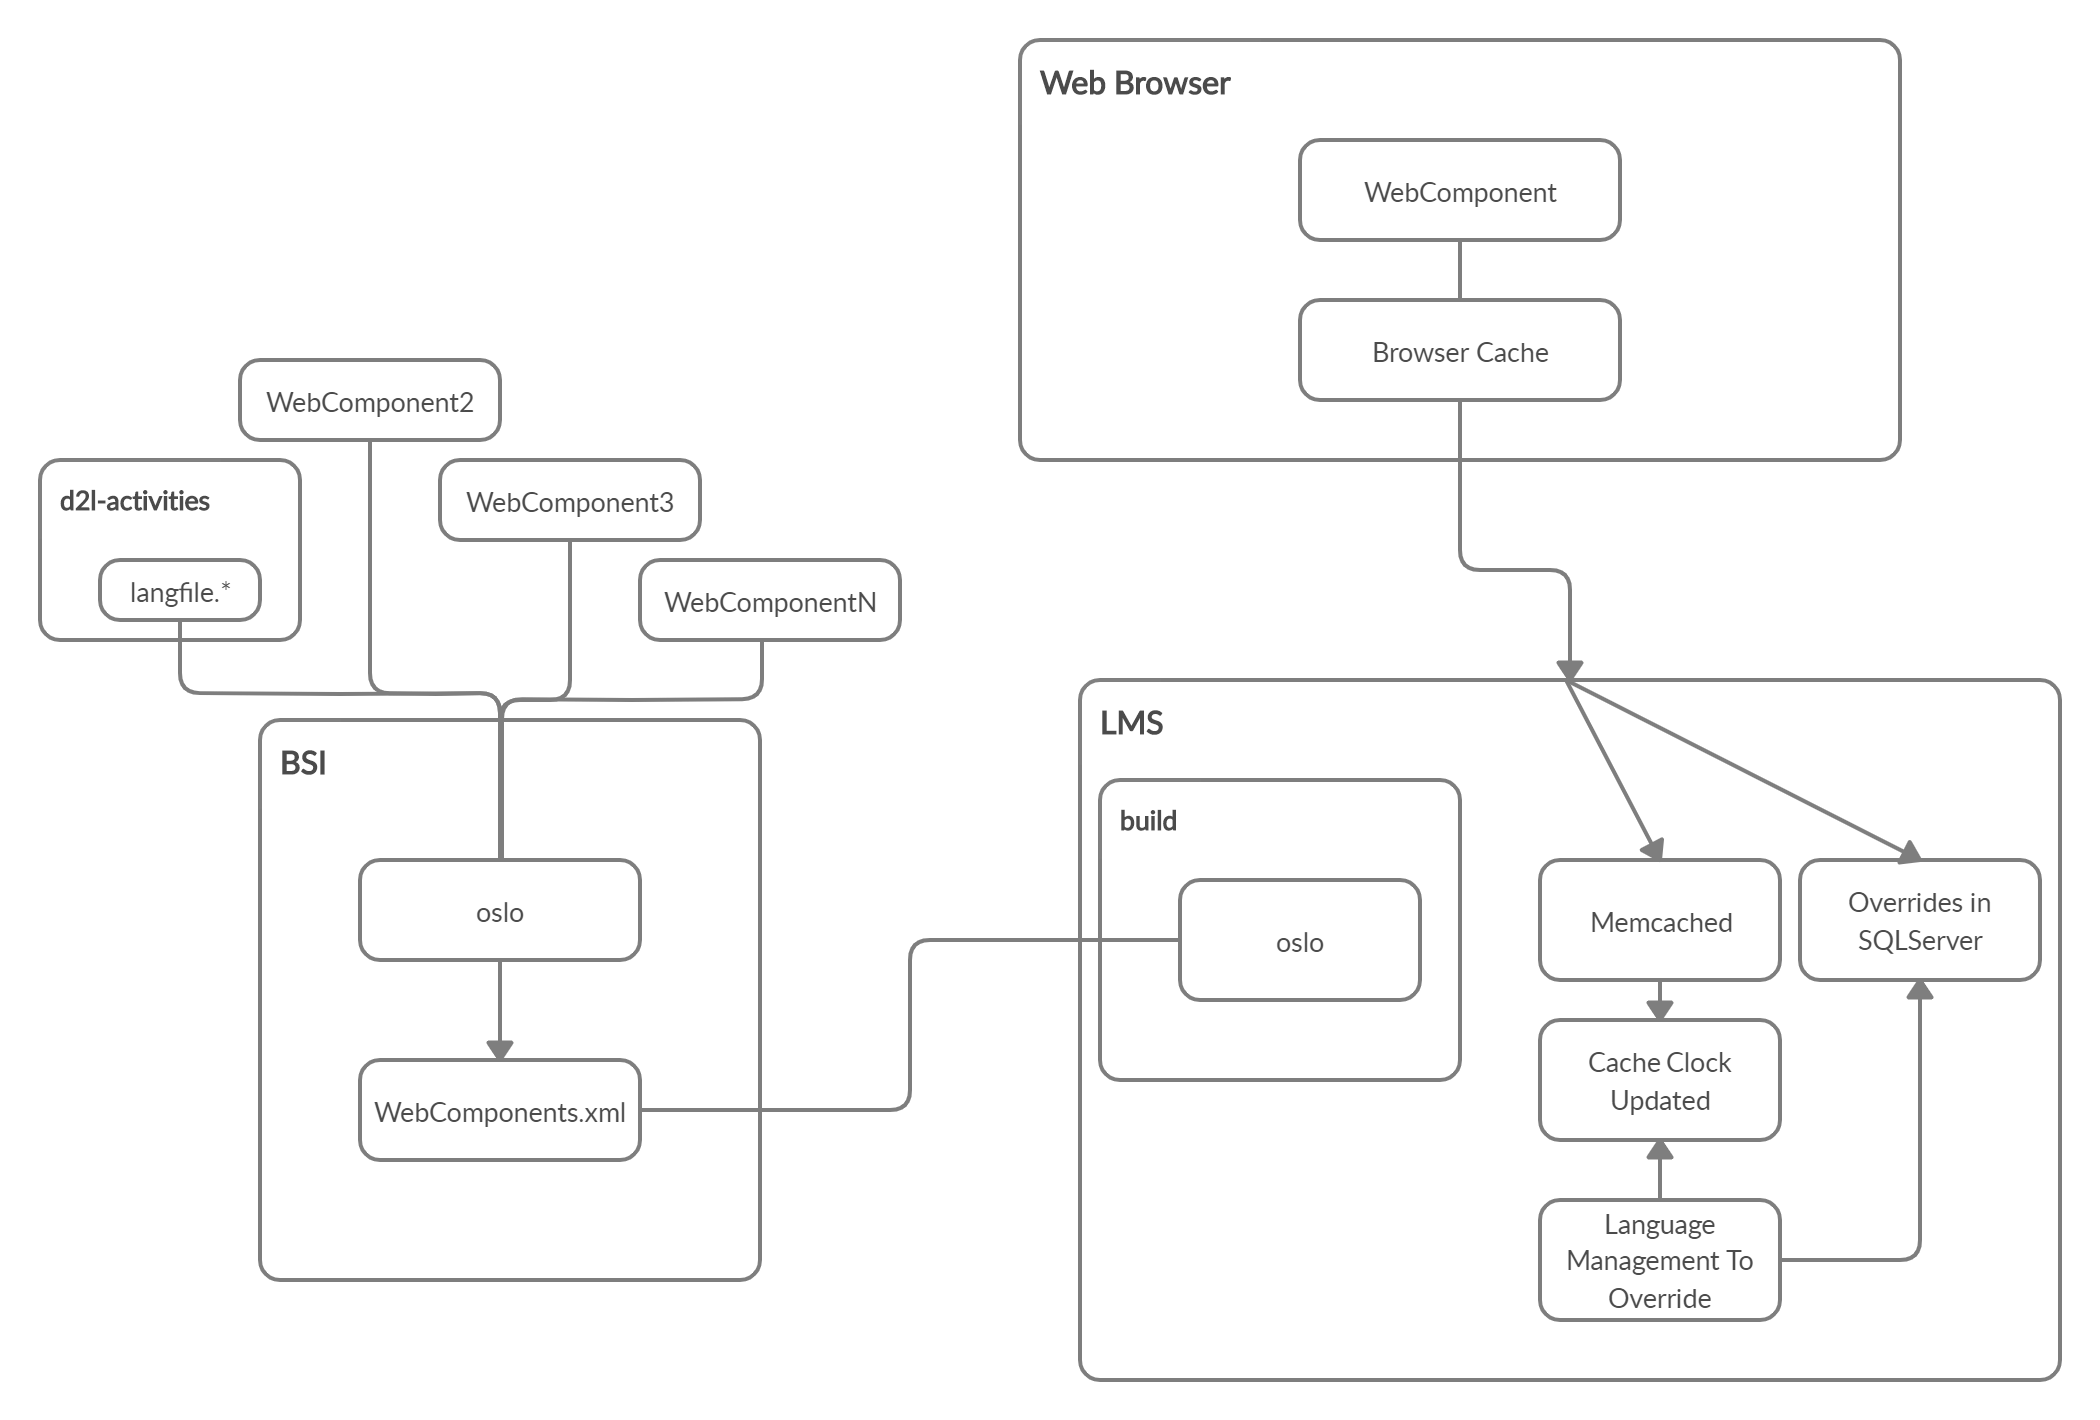 Web Browser
WebComponent
Browser Cache
WebComponent2
d2l-activities
langfile.*
WebComponent3
WebComponentN
BSI
oslo
WebComponents.xml
LMS
build
oslo
Memcached
Overrides in
SQLServer
Cache Clock
Updated
Language
Management To
Override